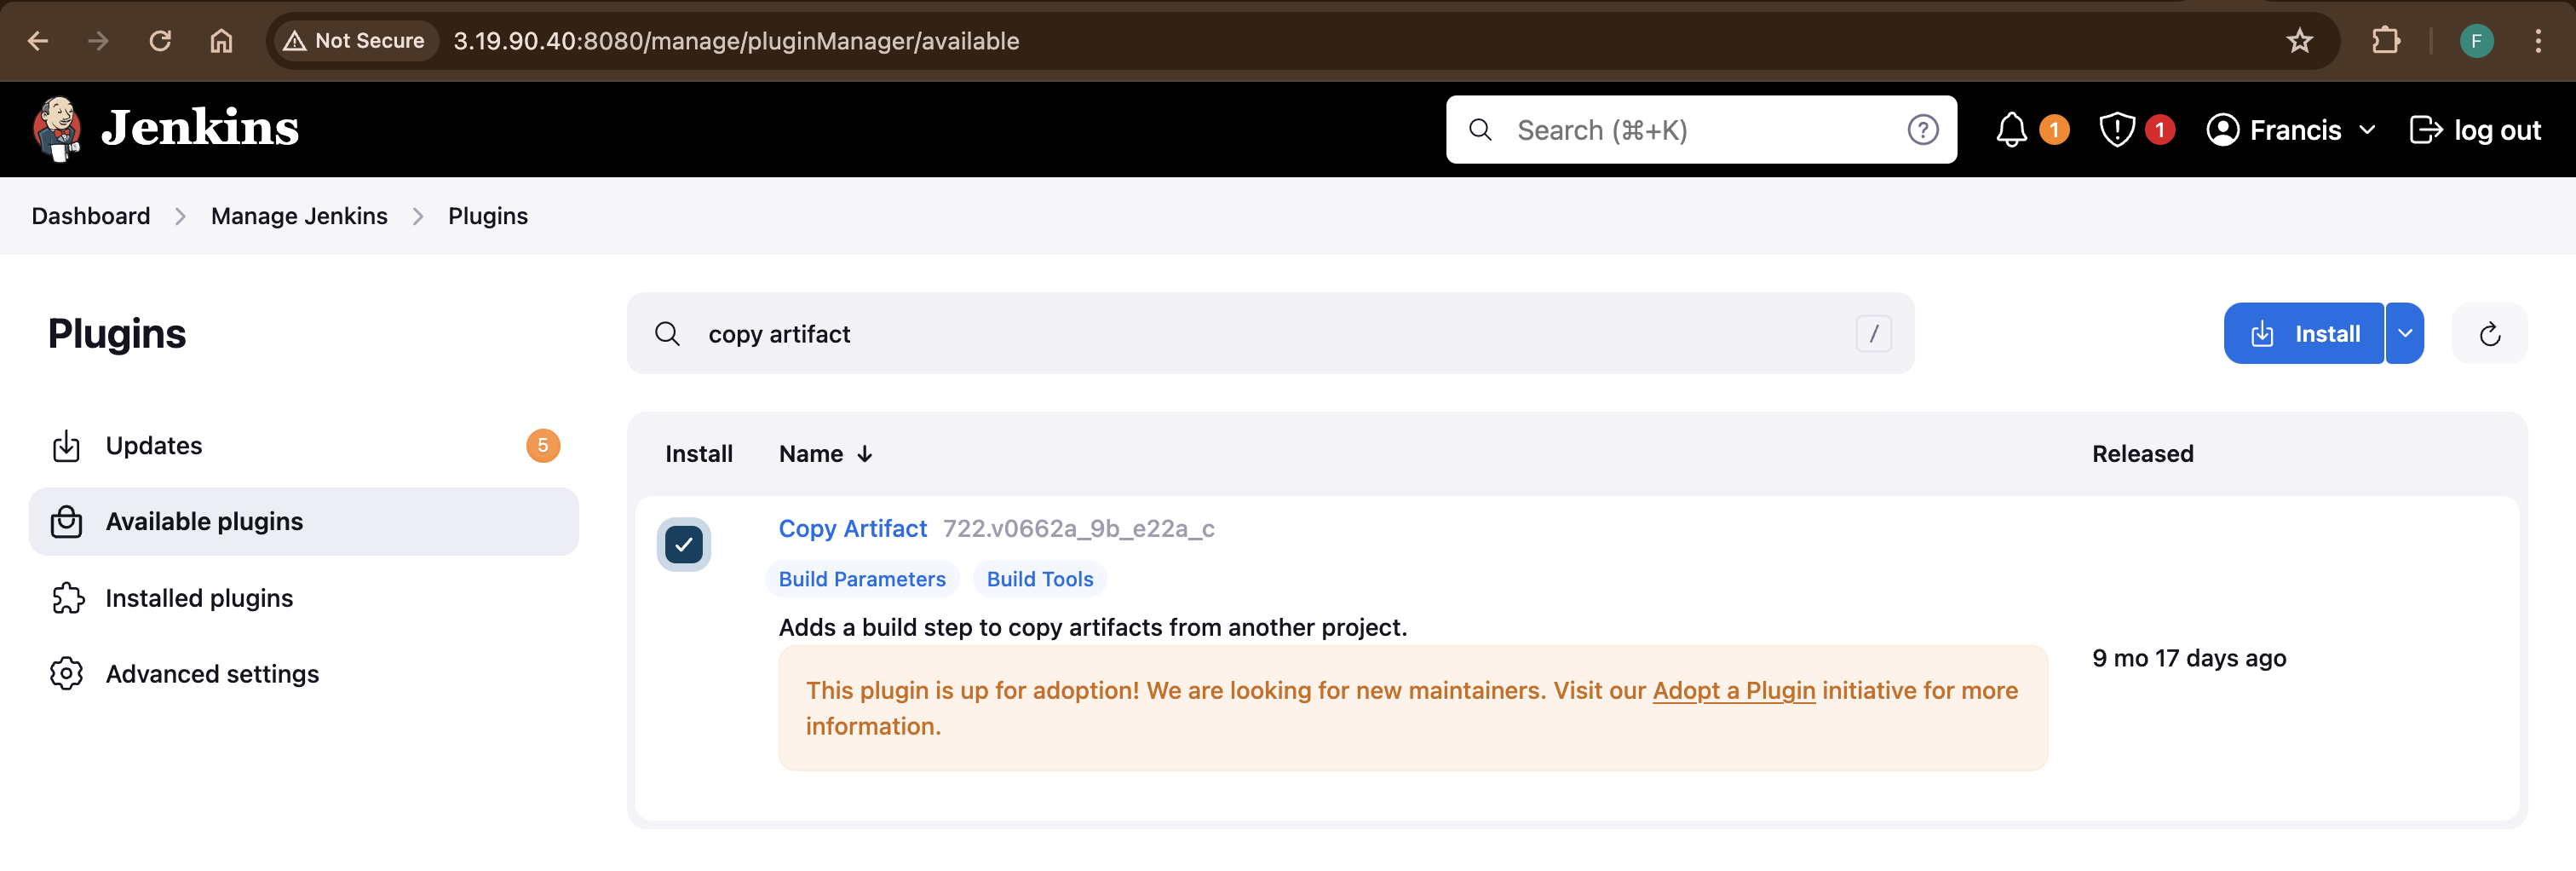 Not Secure 3.19.90.40:8080/manage/pluginManager/available F
Jenkins Search (⌘+K) ? 1 1 Francis log out
Dashboard > Manage Jenkins > Plugins
Plugins
Updates 5
Available plugins
Installed plugins
Advanced settings
copy artifact /
Install
Install Name ↓ Released
Copy Artifact 722.v0662a_9b_e22a_c
Build Parameters Build Tools
Adds a build step to copy artifacts from another project.
This plugin is up for adoption! We are looking for new maintainers. Visit our Adopt a Plugin initiative for more
information.
9 mo 17 days ago